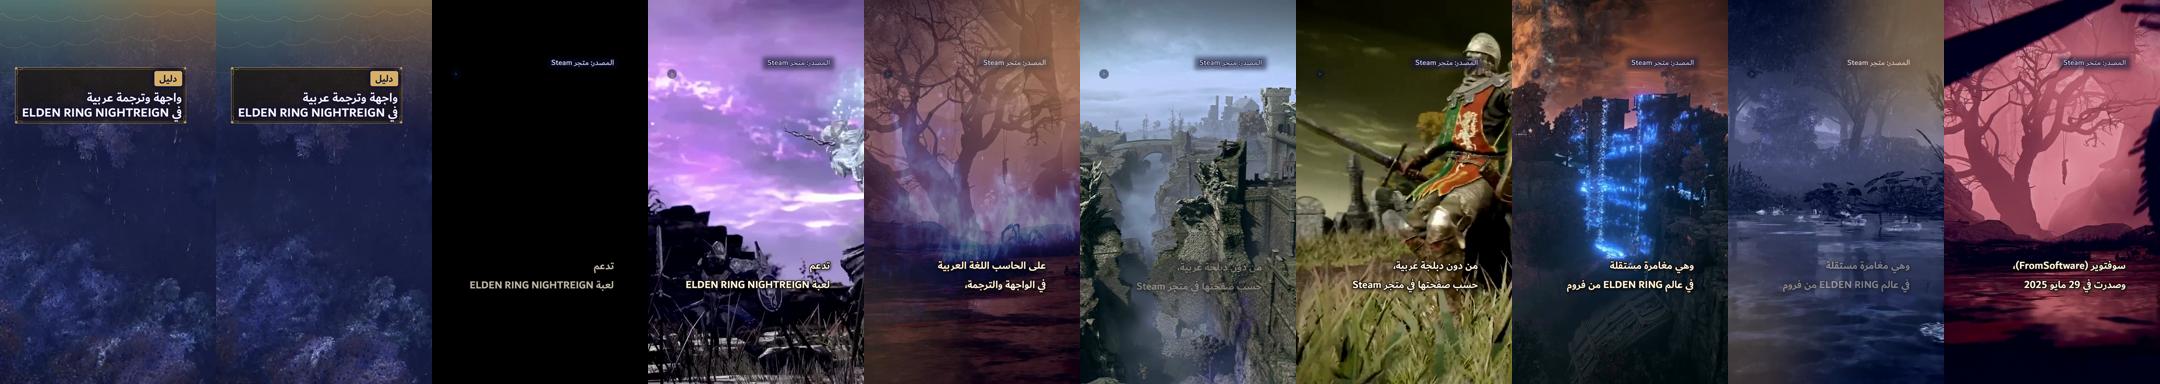 دليل
واجهة وترجمة عربية
في ELDEN RING NIGHTREIGN
دليل
واجهة وترجمة عربية
في ELDEN RING NIGHTREIGN
المصدر: متجر Steam
تدعم
لعبة ELDEN RING NIGHTREIGN
المصدر: متجر Steam
تدعم
لعبة ELDEN RING NIGHTREIGN
المصدر: متجر Steam
على الحاسب اللغة العربية
في الواجهة والترجمة،
المصدر: متجر Steam
من دون دبلجة عربية،
حسب صفحتها في متجر Steam
المصدر: متجر Steam
من دون دبلجة عربية،
حسب صفحتها في متجر Steam
المصدر: متجر Steam
وهي مغامرة مستقلة
في عالم ELDEN RING من فروم
المصدر: متجر Steam
وهي مغامرة مستقلة
في عالم ELDEN RING من فروم
المصدر: متجر Steam
سوفتوير (FromSoftware)،
وصدرت في 29 مايو 2025